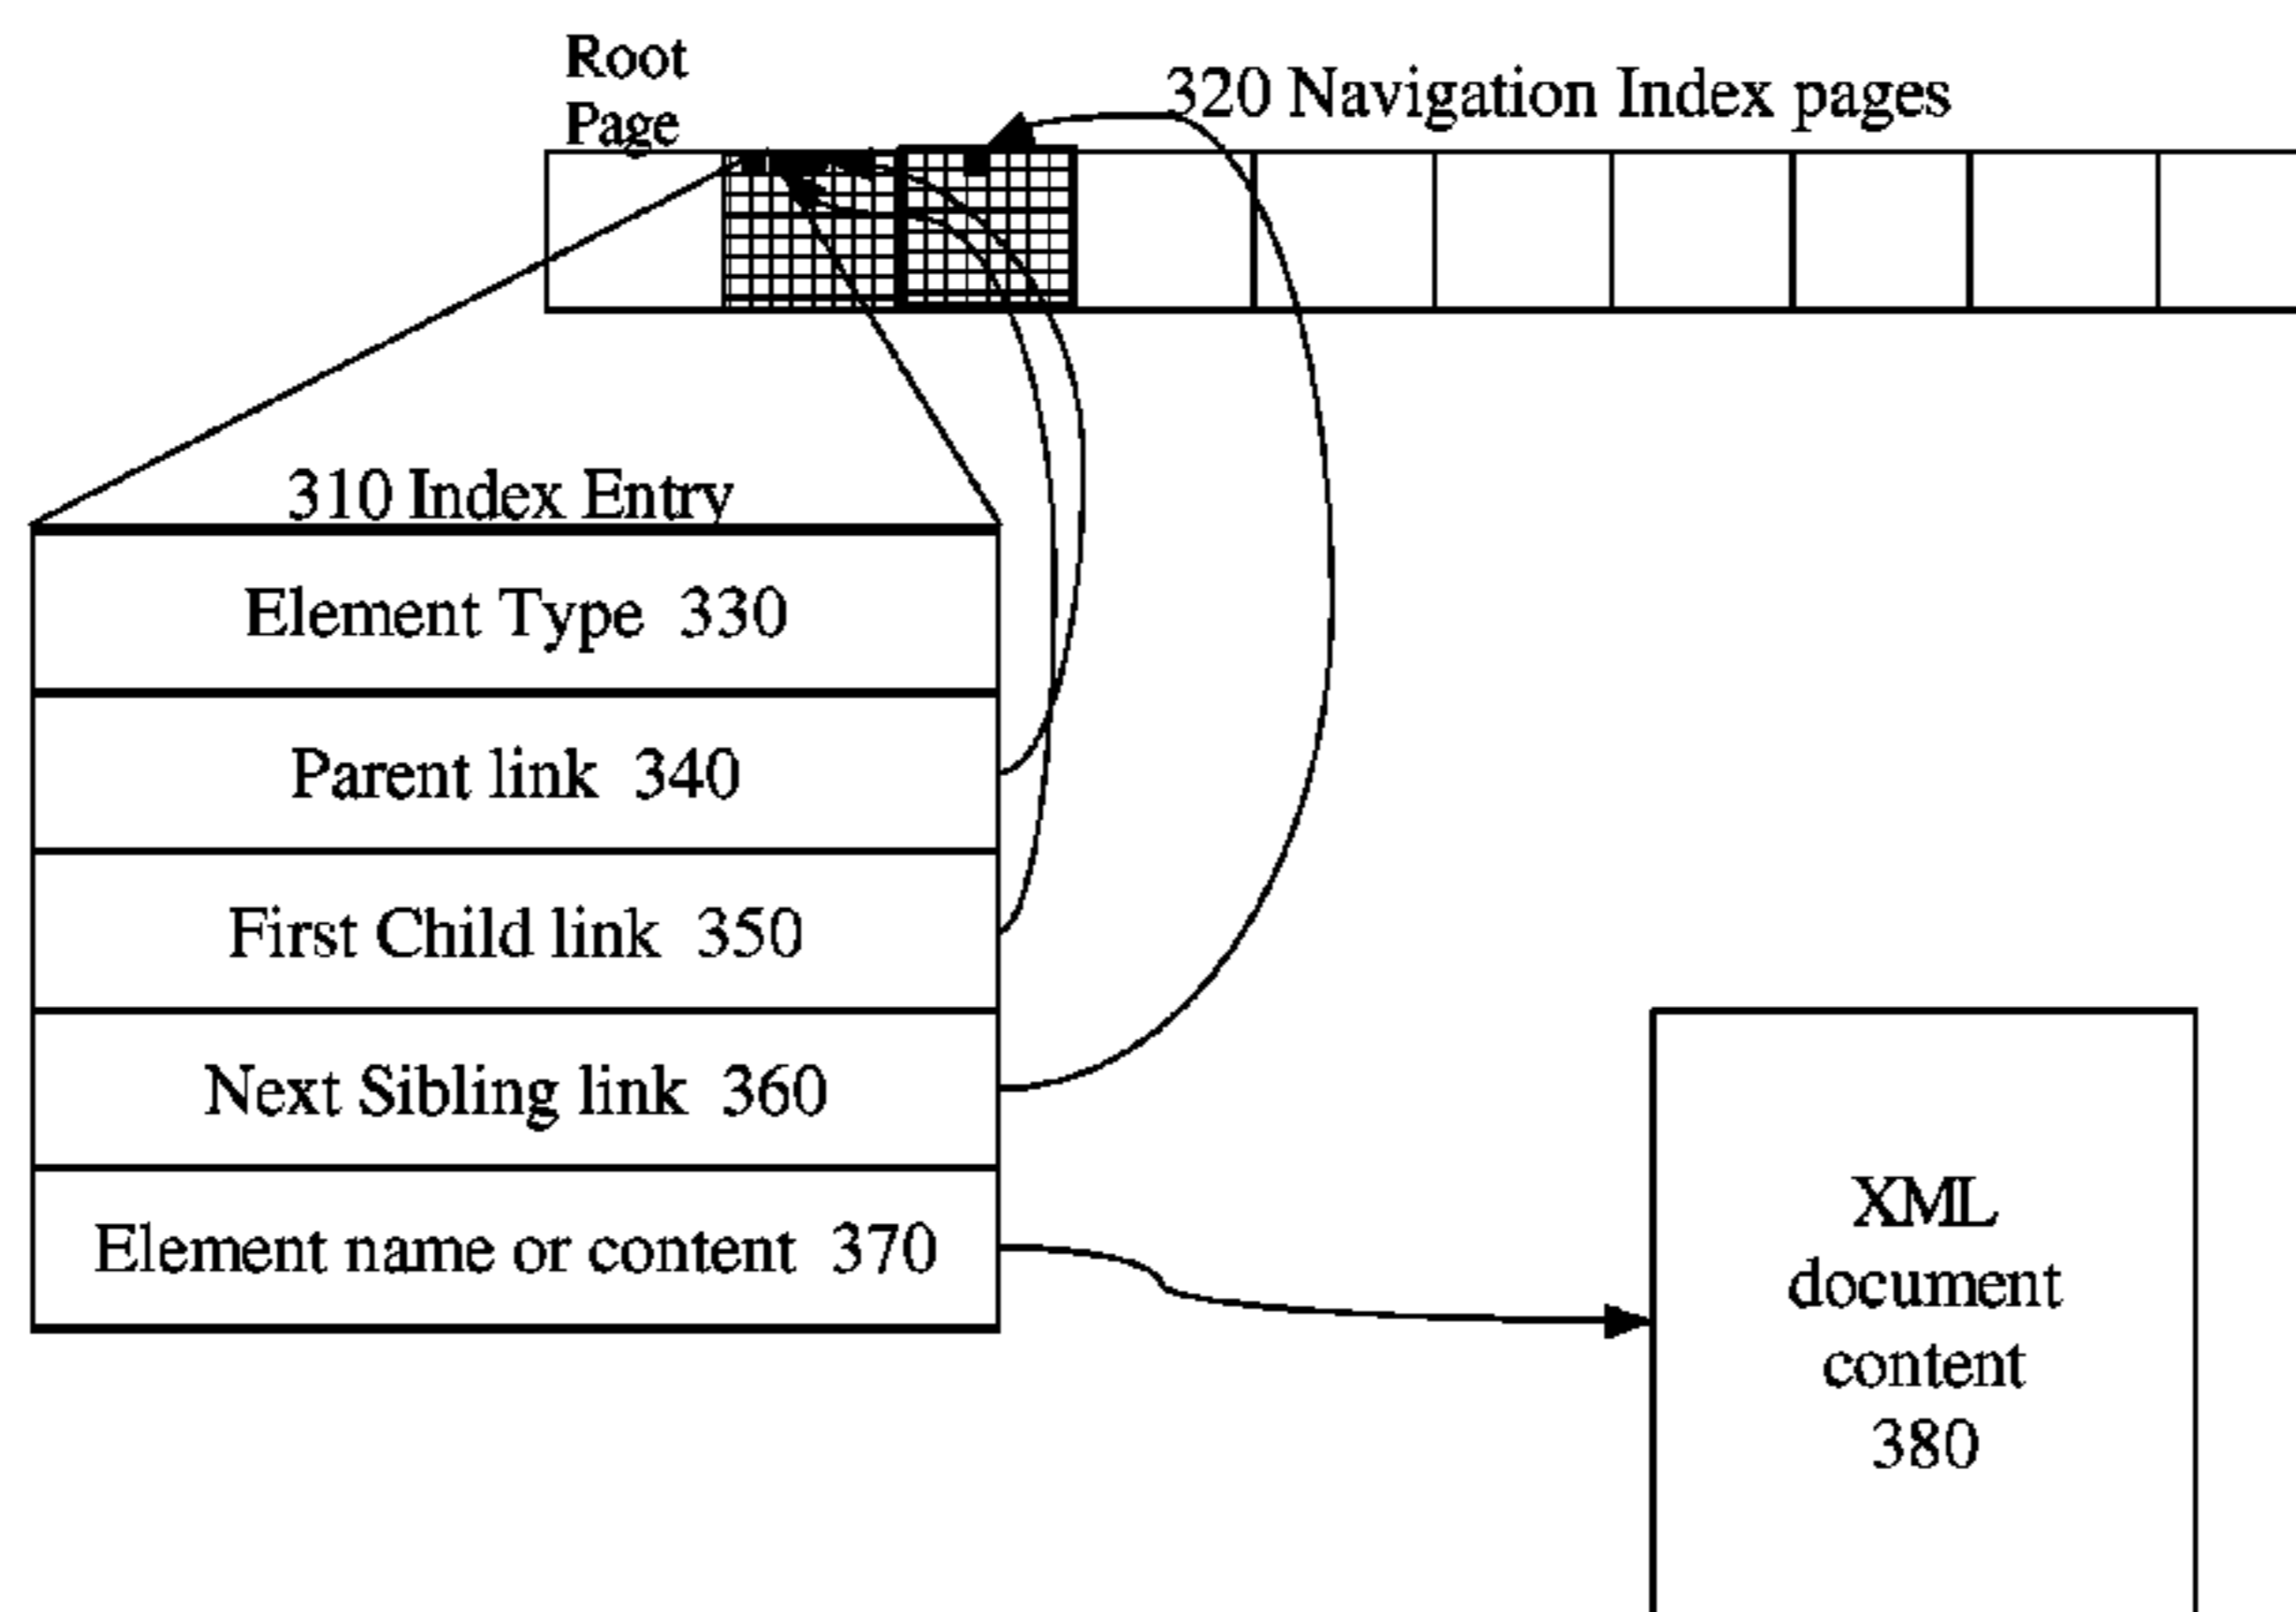 Root
Page
320 Navigation Index pages
310 Index Entry
Element Type 330
Parent link 340
First Child link 350
Next Sibling link 360
Element name or content 370
XML
document
content
380